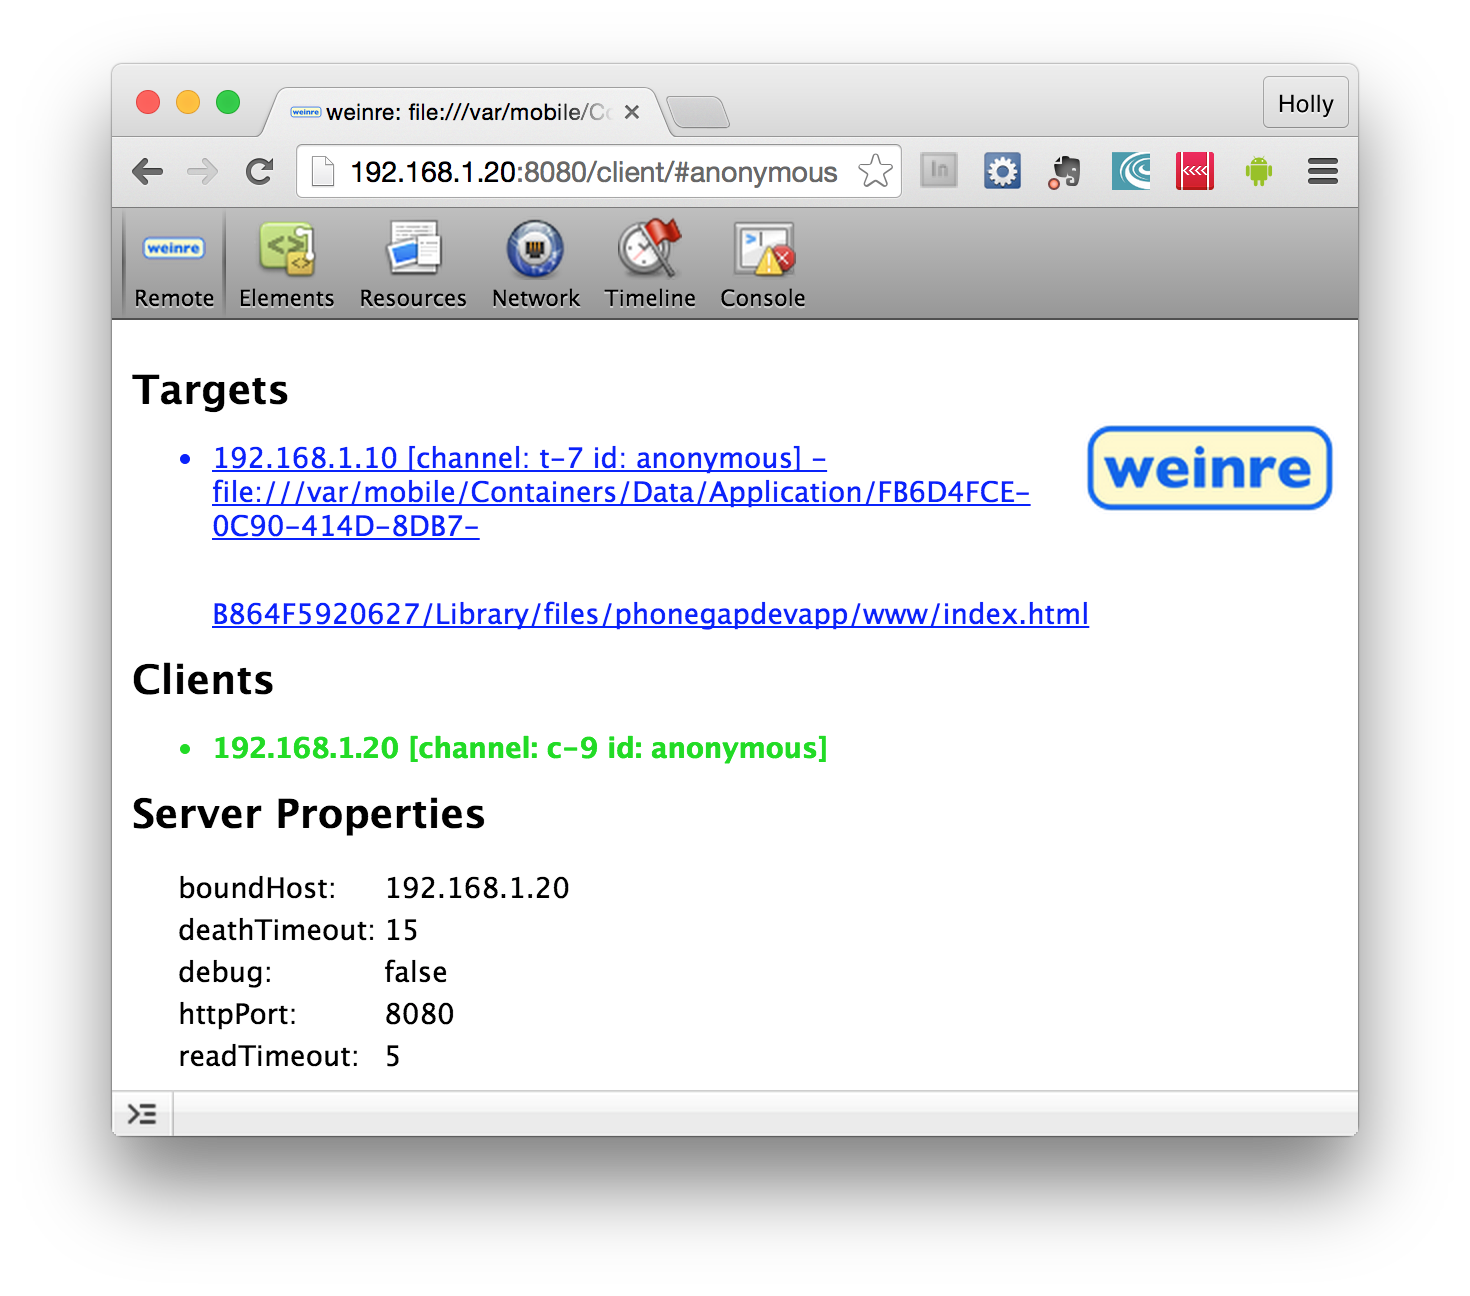 weinre weinre: file:///var/mobile/Co
Holly
192.168.1.20:8080/client/#anonymous
In
weinre
Remote Elements Resources Network Timeline Console
Targets
192.168.1.10 [channel: t-7 id: anonymous] -
file:///var/mobile/Containers/Data/Application/FB6D4FCE-
0C90-414D-8DB7-
B864F5920627/Library/files/phonegapdevapp/www/index.html
weinre
Clients
192.168.1.20 [channel: c-9 id: anonymous]
Server Properties
boundHost: 192.168.1.20
deathTimeout: 15
debug: false
httpPort: 8080
readTimeout: 5